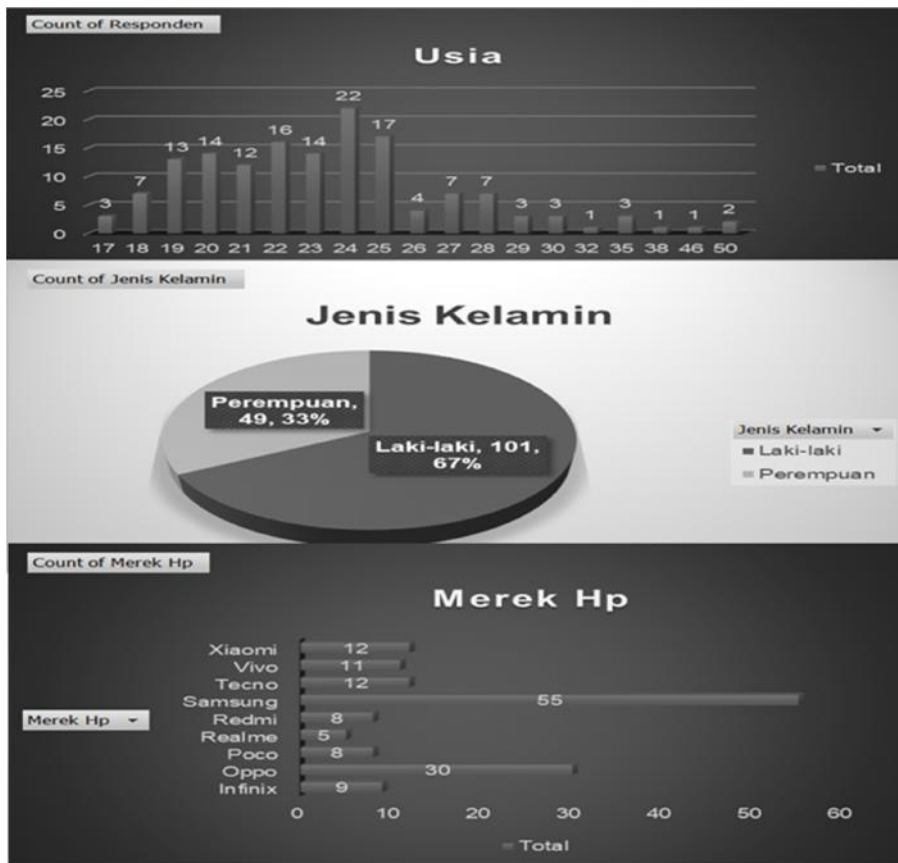 Count of Responden
Usia
25
20
15
10
5
0
3 7 13 14 12 16 14 22 17 4 7 7 3 3 1 3 1 1 2
17 18 19 20 21 22 23 24 25 26 27 28 29 30 32 35 38 46 50
Total
Count of Jenis Kelamin
Jenis Kelamin
Perempuan,
49, 33%
Laki-laki, 101,
67%
Jenis Kelamin
Laki-laki
Perempuan
Count of Merek Hp
Merek Hp
Merek Hp
Xiaomi 12
Vivo 11
Tecno 12
Samsung 55
Redmi 8
Realme 5
Poco 8
Oppo 30
Infinix 9
0 10 20 30 40 50 60
Total